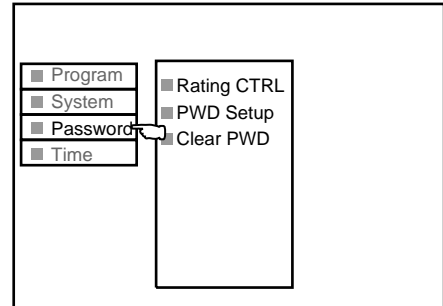 Program
System
Password
Time
Rating CTRL
PWD Setup
Clear PWD